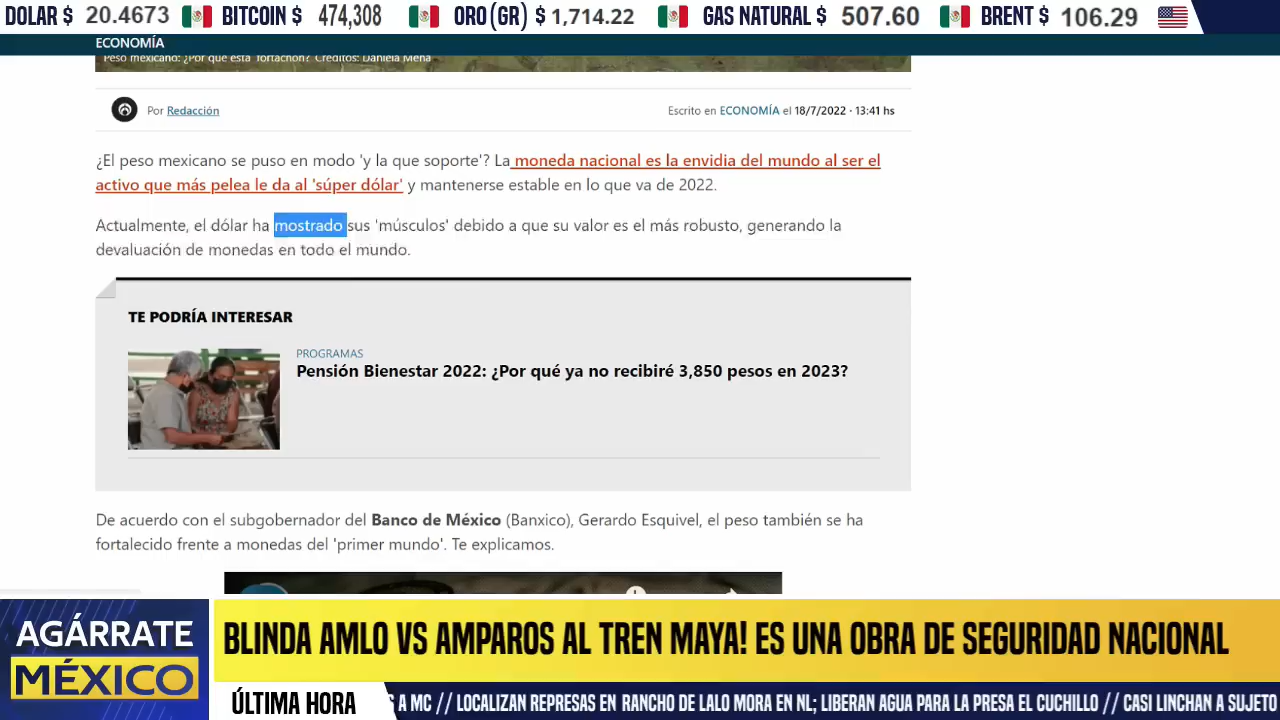 DOLAR $ 20.4673 BITCOIN $ 474,308 ORO(GR) $ 1,714.22 GAS NATURAL $ 507.60 BRENT $ 106.29
ECONOMÍA
Peso mexicano: ¿Por qué está 'fortachón? Créditos: Daniela Mena
Por Redacción
Escrito en ECONOMÍA el 18/7/2022 · 13:41 hs
¿El peso mexicano se puso en modo 'y la que soporte'? La moneda nacional es la envidia del mundo al ser el
activo que más pelea le da al 'súper dólar' y mantenerse estable en lo que va de 2022.
Actualmente, el dólar ha mostrado sus 'músculos' debido a que su valor es el más robusto, generando la
devaluación de monedas en todo el mundo.
TE PODRÍA INTERESAR
PROGRAMAS
Pensión Bienestar 2022: ¿Por qué ya no recibiré 3,850 pesos en 2023?
De acuerdo con el subgobernador del Banco de México (Banxico), Gerardo Esquivel, el peso también se ha
fortalecido frente a monedas del 'primer mundo'. Te explicamos.
AGÁRRATE
MÉXICO
BLINDA AMLO VS AMPAROS AL TREN MAYA! ES UNA OBRA DE SEGURIDAD NACIONAL
ÚLTIMA HORA
A MC // LOCALIZAN REPRESAS EN RANCHO DE LALO MORA EN NL; LIBERAN AGUA PARA LA PRESA EL CUCHILLO // CASI LINCHAN A SUJETO